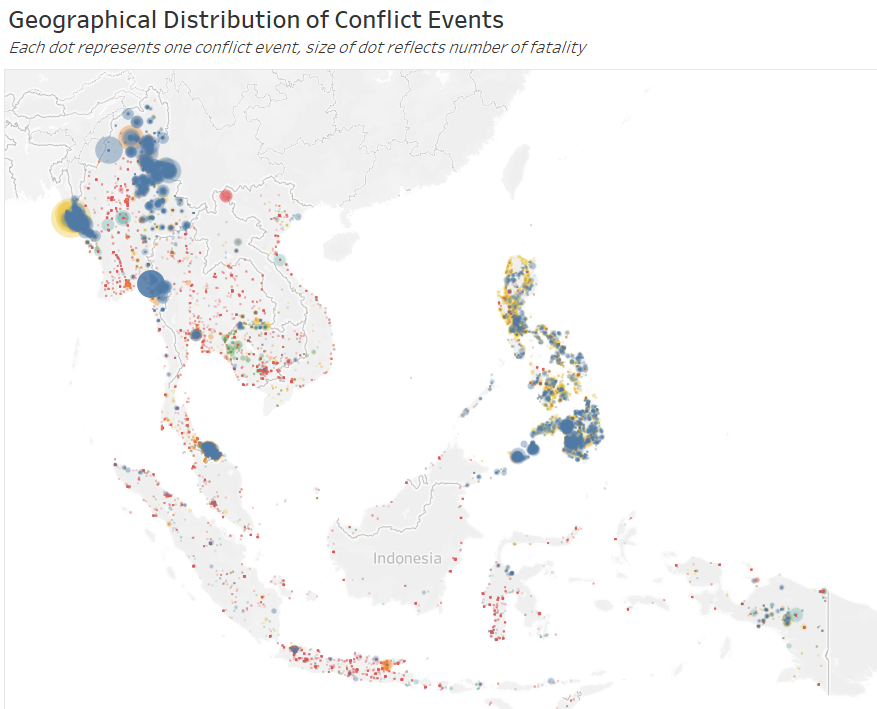 Geographical Distribution of Conflict Events
Each dot represents one conflict event, size of dot reflects number of fatality
Indonesia